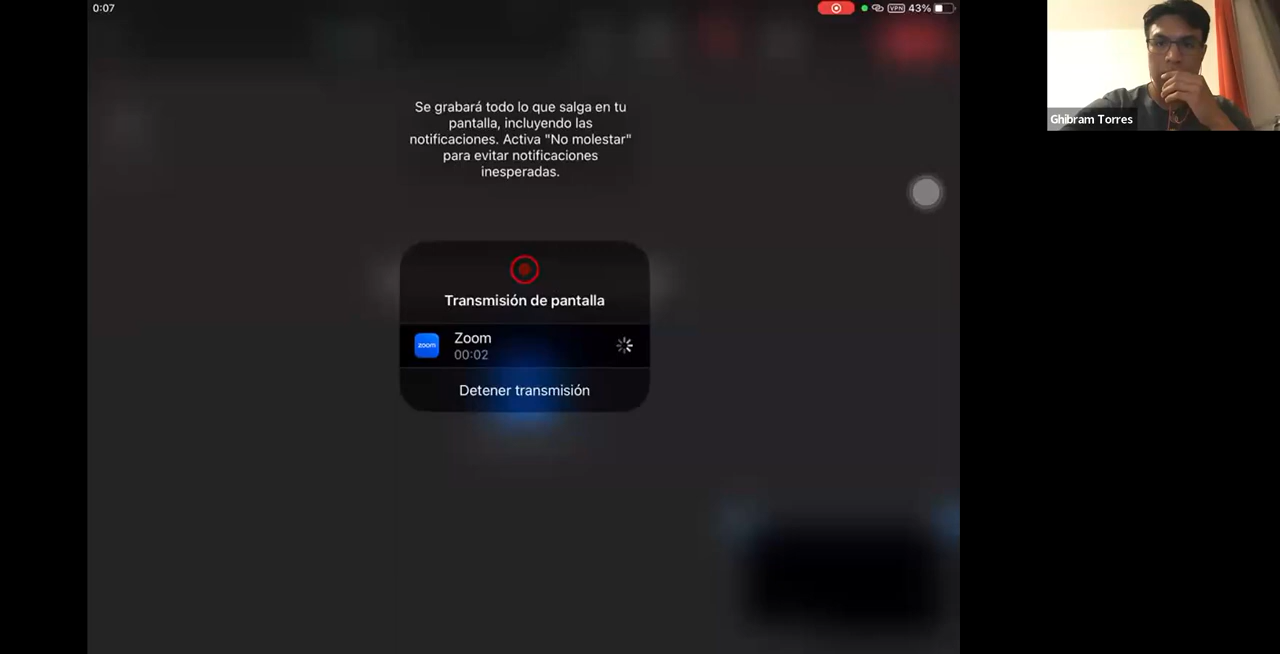 0:07
VPN 43%
Se grabará todo lo que salga en tu
pantalla, incluyendo las
notificaciones. Activa "No molestar"
para evitar notificaciones
inesperadas.
Transmisión de pantalla
zoom
Zoom
00:02
Detener transmisión
Ghibram Torres